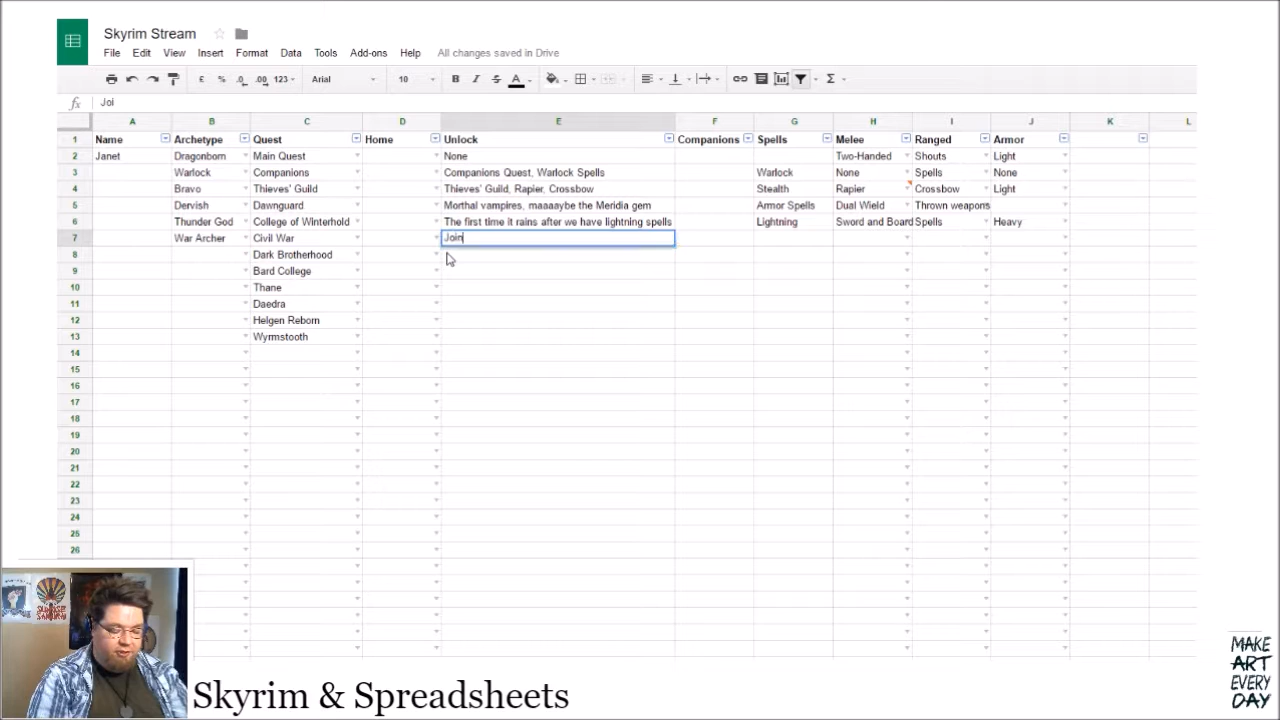 Skyrim Stream
File Edit View Insert Format Data Tools Add-ons Help All changes saved in Drive
£ % .0 .00 123 Arial 10 B I S A Σ
fx Joi
A B C D E F G H I J K L
1 Name Archetype Quest Home Unlock Companions Spells Melee Ranged Armor
2 Janet Dragonborn Main Quest None Two-Handed Shouts Light
3 Warlock Companions Companions Quest, Warlock Spells Warlock None Spells None
4 Bravo Thieves' Guild Thieves' Guild, Rapier, Crossbow Stealth Rapier Crossbow Light
5 Dervish Dawnguard Morthal vampires, maaaaybe the Meridia gem Armor Spells Dual Wield Thrown weapons
6 Thunder God College of Winterhold The first time it rains after we have lightning spells Lightning Sword and Board Spells Heavy
7 War Archer Civil War Join
8 Dark Brotherhood
9 Bard College
10 Thane
11 Daedra
12 Helgen Reborn
13 Wyrmstooth
14
15
16
17
18
19
20
21
22
23
24
25
26
Skyrim & Spreadsheets
MAKE
ART
EVERY
DAY